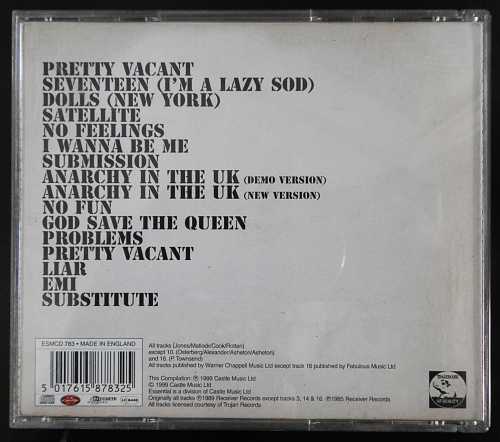 PRETTY VACANT
SEVENTEEN (I'M A LAZY SOD)
DOLLS (NEW YORK)
SATELLITE
NO FEELINGS
I WANNA BE ME
SUBMISSION
ANARCHY IN THE UK (DEMO VERSION)
ANARCHY IN THE UK (NEW VERSION)
NO FUN
GOD SAVE THE QUEEN
PROBLEMS
PRETTY VACANT
LIAR
EMI
SUBSTITUTE
ESMCD 783 • MADE IN ENGLAND
5 017615 878325
All tracks (Jones/Matlock/Cook/Rotten)
except 10. (Osterberg/Alexander/Asheton/Asheton)
and 16. (P.Townsend)
All tracks published by Warner Chappell Music Ltd except track 16 published by Fabulous Music Ltd
This Compilation: ℗ 1999 Castle Music Ltd
© 1999 Castle Music Ltd
Essential is a division of Castle Music Ltd
Originally all tracks ℗1989 Receiver Records except tracks 3, 14 & 16 ℗1985 Receiver Records
All tracks licensed courtesy of Trojan Records